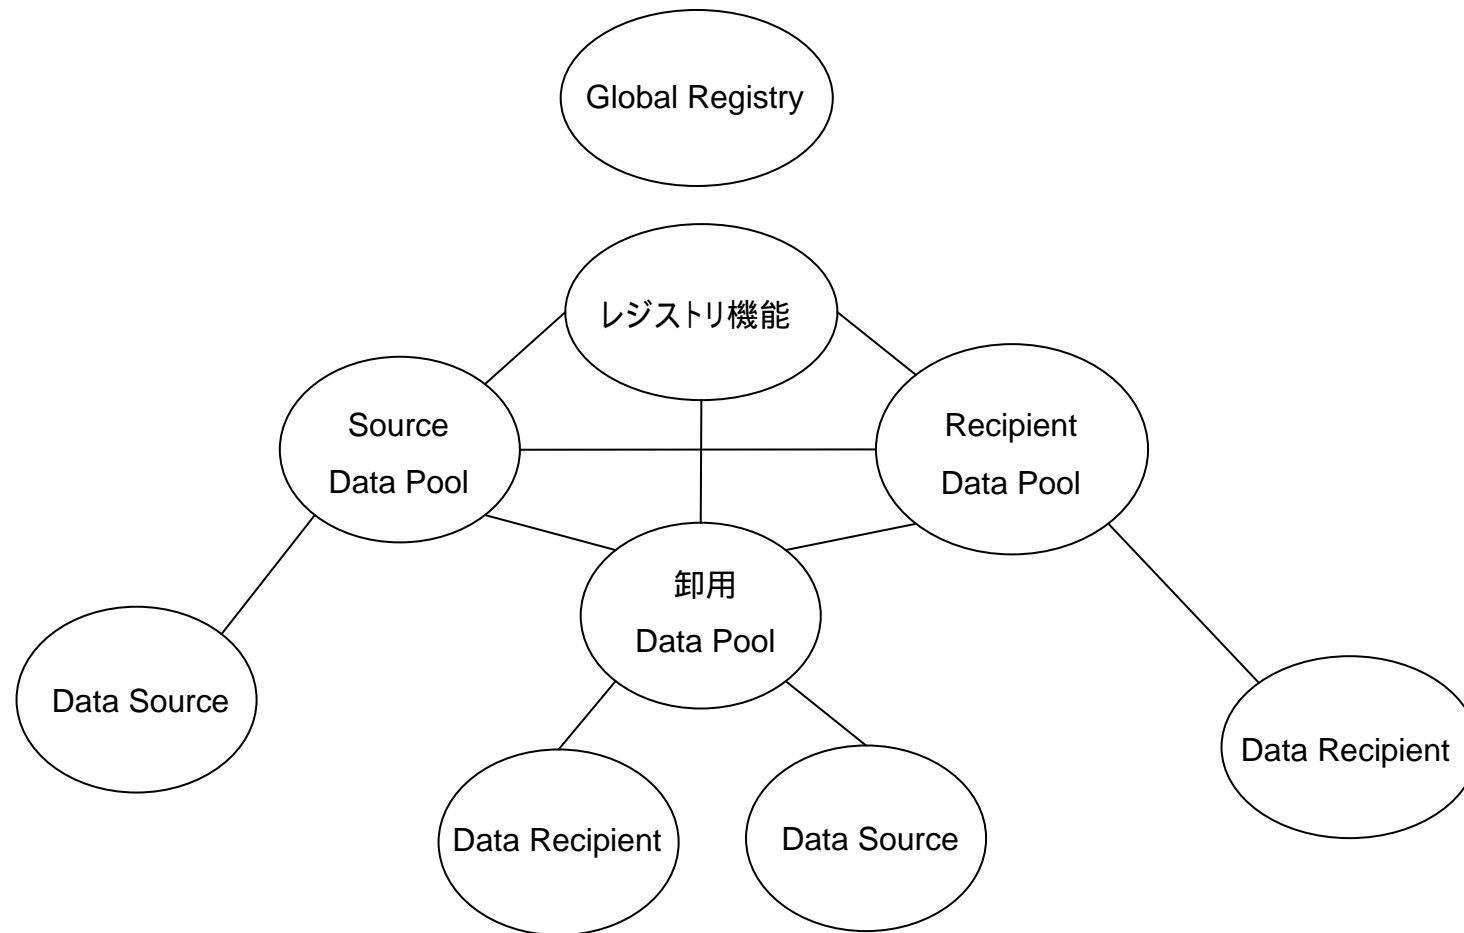 Global Registry
レジストリ機能
Source
Data Pool
Recipient
Data Pool
卸用
Data Pool
Data Source
Data Recipient
Data Recipient
Data Source